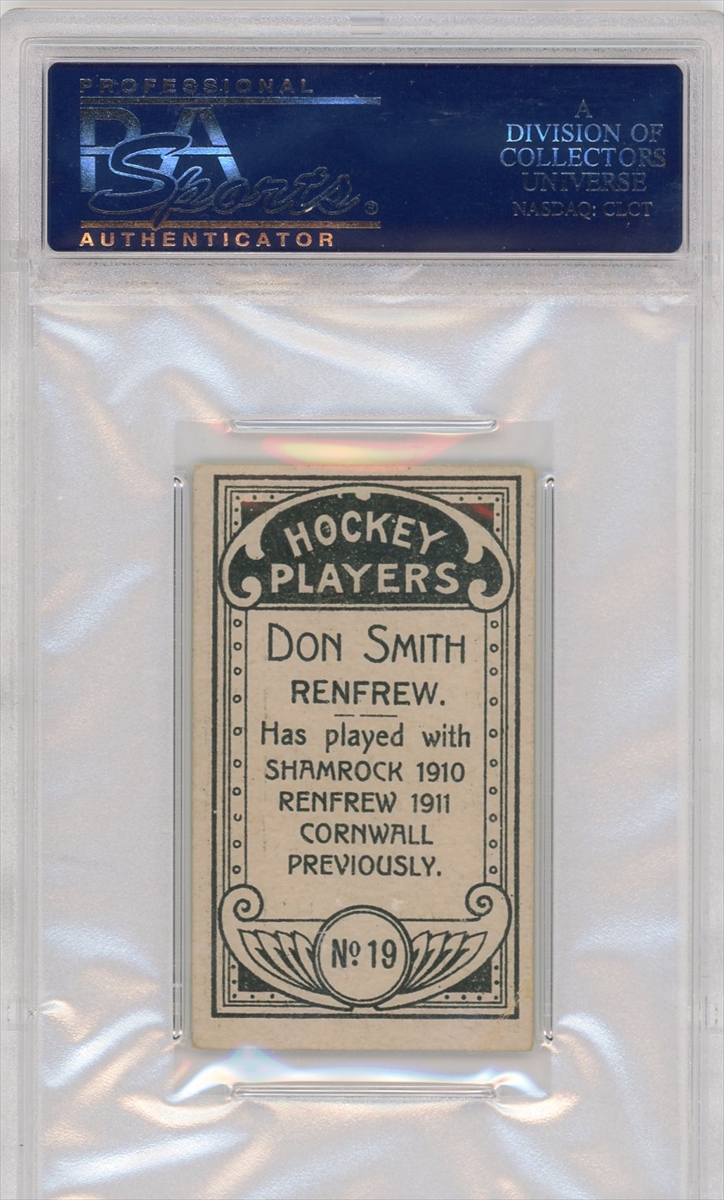 PROFESSIONAL
PSA
Sports®
AUTHENTICATOR
A
DIVISION OF
COLLECTORS
UNIVERSE
NASDAQ: CLCT
HOCKEY
PLAYERS
DON SMITH
RENFREW.
Has played with
SHAMROCK 1910
RENFREW 1911
CORNWALL
PREVIOUSLY.
Nº 19